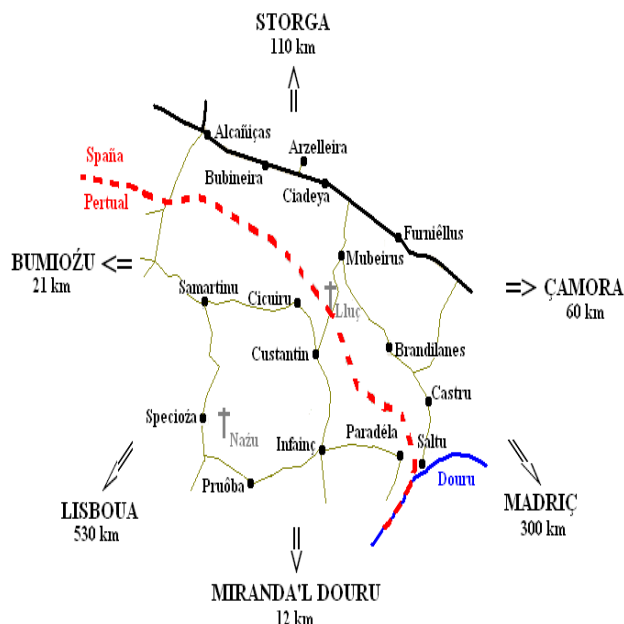 STORGA
110 km
Alcañiças
Arzelleira
Spaña
Bubineira
Ciadeya
Pertual
Furniêllus
BUMIOŹU <=
21 km
Mubeirus
=> ÇAMORA
60 km
Samartinu
Cicuiru
Lluç
Custantin
Brandilanes
Castru
Specioźa
Naźu
Infainç
Paradéla
Saltu
Pruôba
Douru
LISBOUA
530 km
MADRIÇ
300 km
MIRANDA'L DOURU
12 km